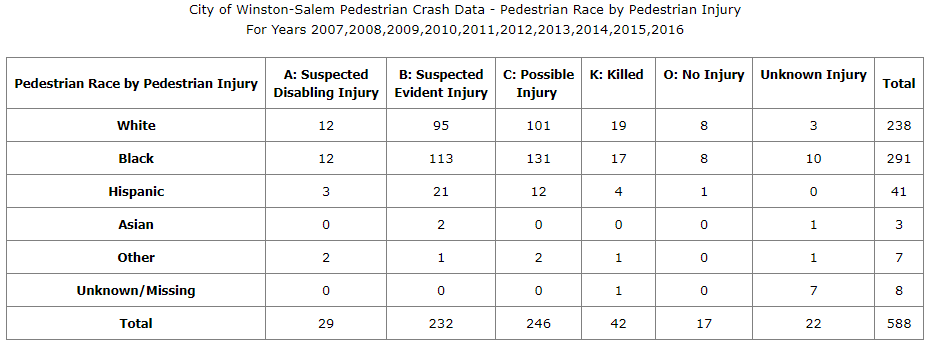 City of Winston-Salem Pedestrian Crash Data - Pedestrian Race by Pedestrian Injury
For Years 2007,2008,2009,2010,2011,2012,2013,2014,2015,2016
Pedestrian Race by Pedestrian Injury A: Suspected Disabling Injury B: Suspected Evident Injury C: Possible Injury K: Killed O: No Injury Unknown Injury Total
White 12 95 101 19 8 3 238
Black 12 113 131 17 8 10 291
Hispanic 3 21 12 4 1 0 41
Asian 0 2 0 0 0 1 3
Other 2 1 2 1 0 1 7
Unknown/Missing 0 0 0 1 0 7 8
Total 29 232 246 42 17 22 588